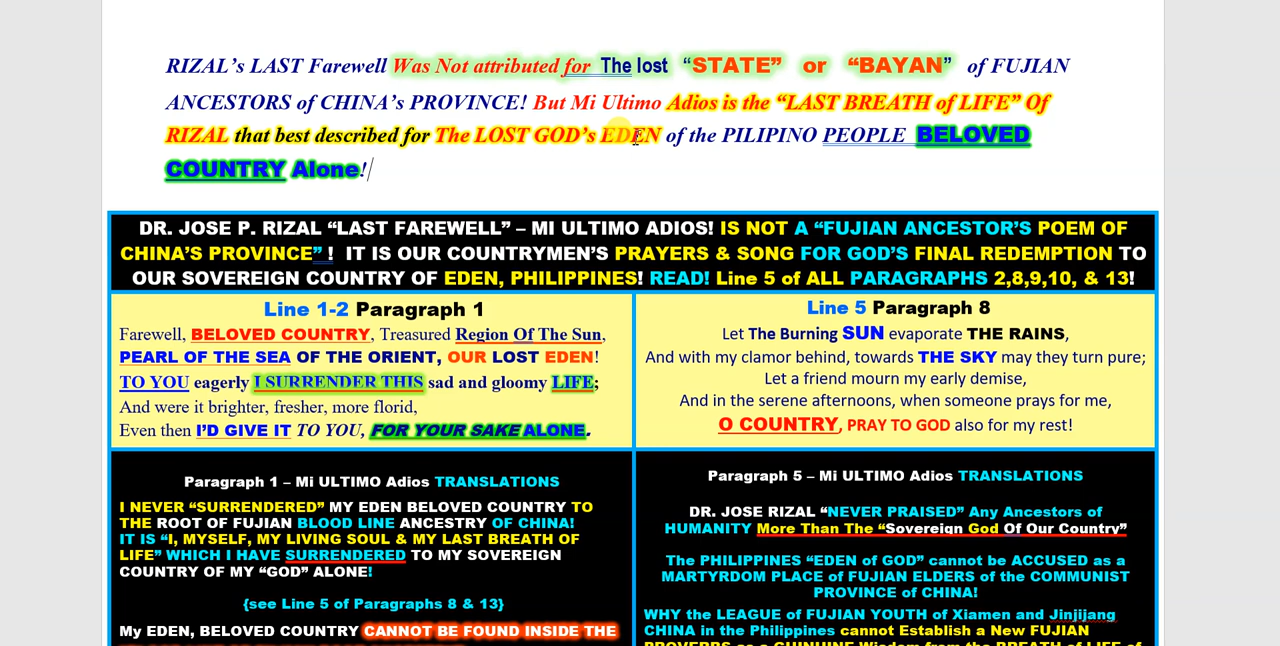 RIZAL’s LAST Farewell Was Not attributed for The lost “STATE” or “BAYAN” of FUJIAN
ANCESTORS of CHINA’s PROVINCE! But Mi Ultimo Adios is the “LAST BREATH of LIFE” Of
RIZAL that best described for The LOST GOD’s EDEN of the PILIPINO PEOPLE BELOVED
COUNTRY Alone!
DR. JOSE P. RIZAL “LAST FAREWELL” – MI ULTIMO ADIOS! IS NOT A “FUJIAN ANCESTOR’S POEM OF
CHINA’S PROVINCE” ! IT IS OUR COUNTRYMEN’S PRAYERS & SONG FOR GOD’S FINAL REDEMPTION TO
OUR SOVEREIGN COUNTRY OF EDEN, PHILIPPINES! READ! Line 5 of ALL PARAGRAPHS 2,8,9,10, & 13!
Line 1-2 Paragraph 1
Farewell, BELOVED COUNTRY, Treasured Region Of The Sun,
PEARL OF THE SEA OF THE ORIENT, OUR LOST EDEN!
TO YOU eagerly I SURRENDER THIS sad and gloomy LIFE;
And were it brighter, fresher, more florid,
Even then I’D GIVE IT TO YOU, FOR YOUR SAKE ALONE.
Line 5 Paragraph 8
Let The Burning SUN evaporate THE RAINS,
And with my clamor behind, towards THE SKY may they turn pure;
Let a friend mourn my early demise,
And in the serene afternoons, when someone prays for me,
O COUNTRY, PRAY TO GOD also for my rest!
Paragraph 1 – Mi ULTIMO Adios TRANSLATIONS
I NEVER “SURRENDERED” MY EDEN BELOVED COUNTRY TO
THE ROOT OF FUJIAN BLOOD LINE ANCESTRY OF CHINA!
IT IS “I, MYSELF, MY LIVING SOUL & MY LAST BREATH OF
LIFE” WHICH I HAVE SURRENDERED TO MY SOVEREIGN
COUNTRY OF MY “GOD” ALONE!
{see Line 5 of Paragraphs 8 & 13}
My EDEN, BELOVED COUNTRY CANNOT BE FOUND INSIDE THE
Paragraph 5 – Mi ULTIMO Adios TRANSLATIONS
DR. JOSE RIZAL “NEVER PRAISED” Any Ancestors of
HUMANITY More Than The “Sovereign God Of Our Country”
The PHILIPPINES “EDEN of GOD” cannot be ACCUSED as a
MARTYRDOM PLACE of FUJIAN ELDERS of the COMMUNIST
PROVINCE of CHINA!
WHY the LEAGUE of FUJIAN YOUTH of Xiamen and Jinjijang
CHINA in the Philippines cannot Establish a New FUJIAN